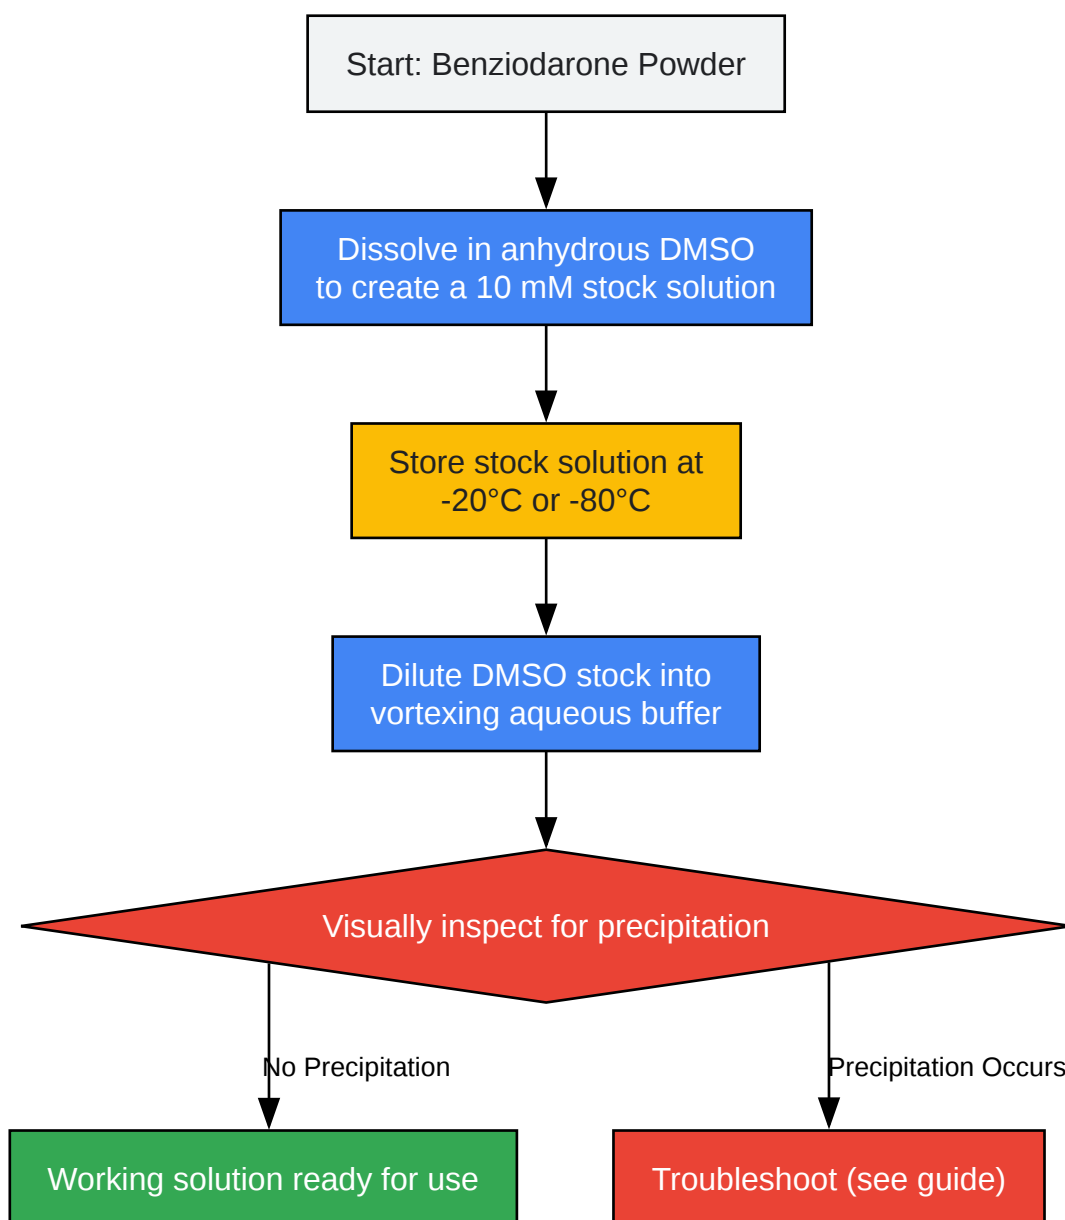 Start: Benziodarone Powder
Dissolve in anhydrous DMSO
to create a 10 mM stock solution
Store stock solution at
-20°C or -80°C
Dilute DMSO stock into
vortexing aqueous buffer
Visually inspect for precipitation
No Precipitation
Precipitation Occurs
Working solution ready for use
Troubleshoot (see guide)